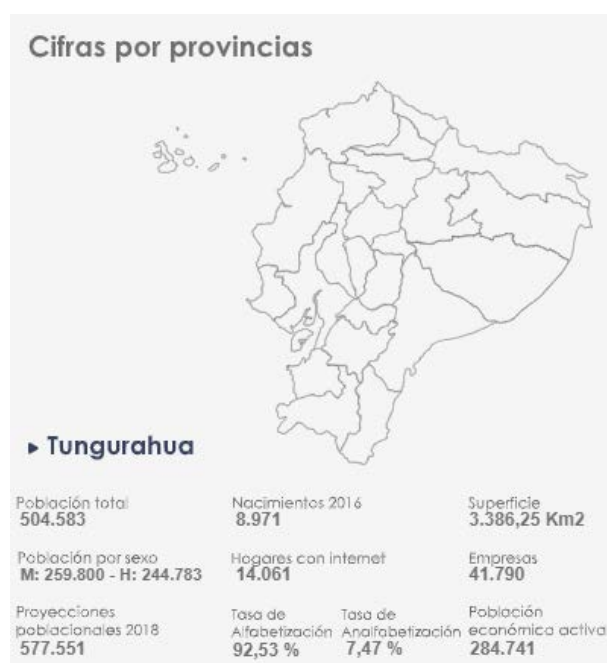 Cifras por provincias
▸ Tungurahua
Población total
504.583
Nacimientos 2016
8.971
Superficie
3.386,25 Km2
Población por sexo
M: 259.800 - H: 244.783
Hogares con internet
14.061
Empresas
41.790
Proyecciones
poblacionales 2018
577.551
Tasa de
Alfabetización
92,53 %
Tasa de
Analfabetización
7,47 %
Población
económica activa
284.741